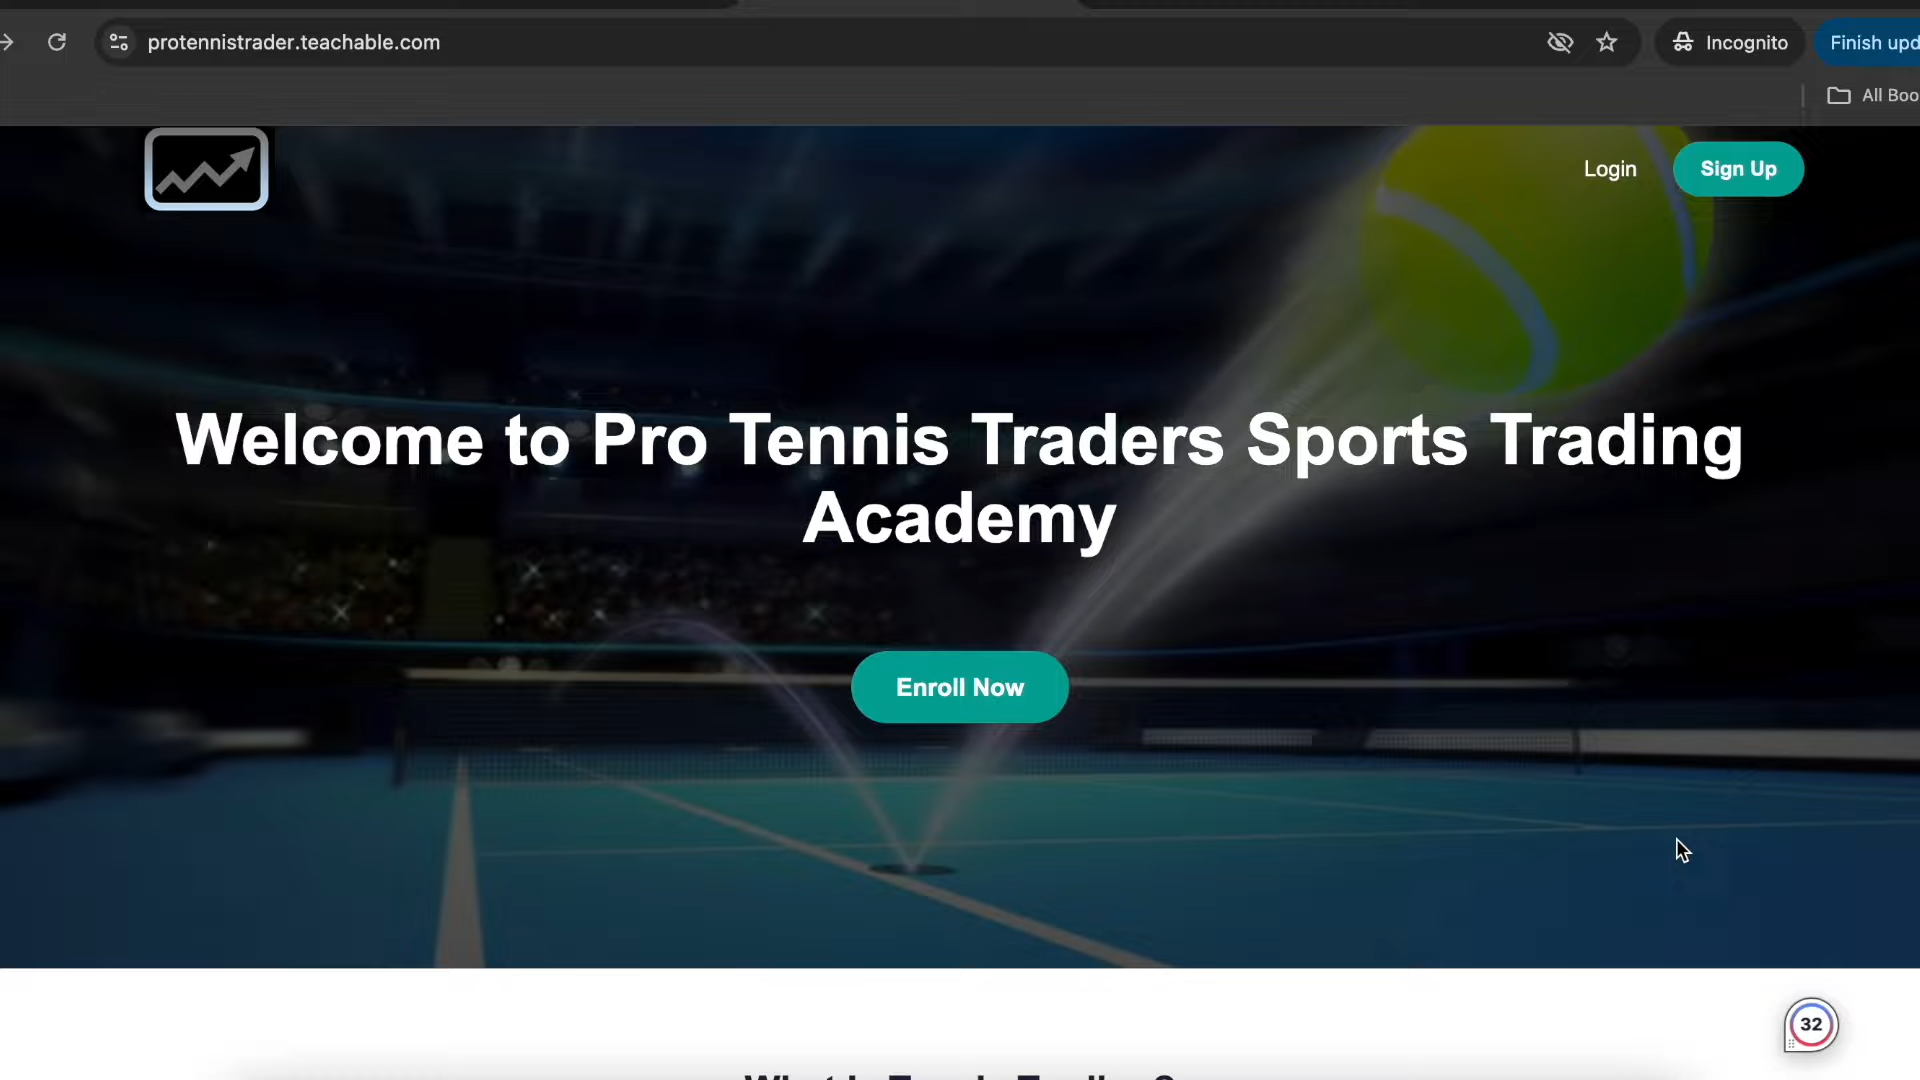 protennistrader.teachable.com
Incognito
Finish upd
All Boo
Login
Sign Up
Welcome to Pro Tennis Traders Sports Trading
Academy
Enroll Now
32